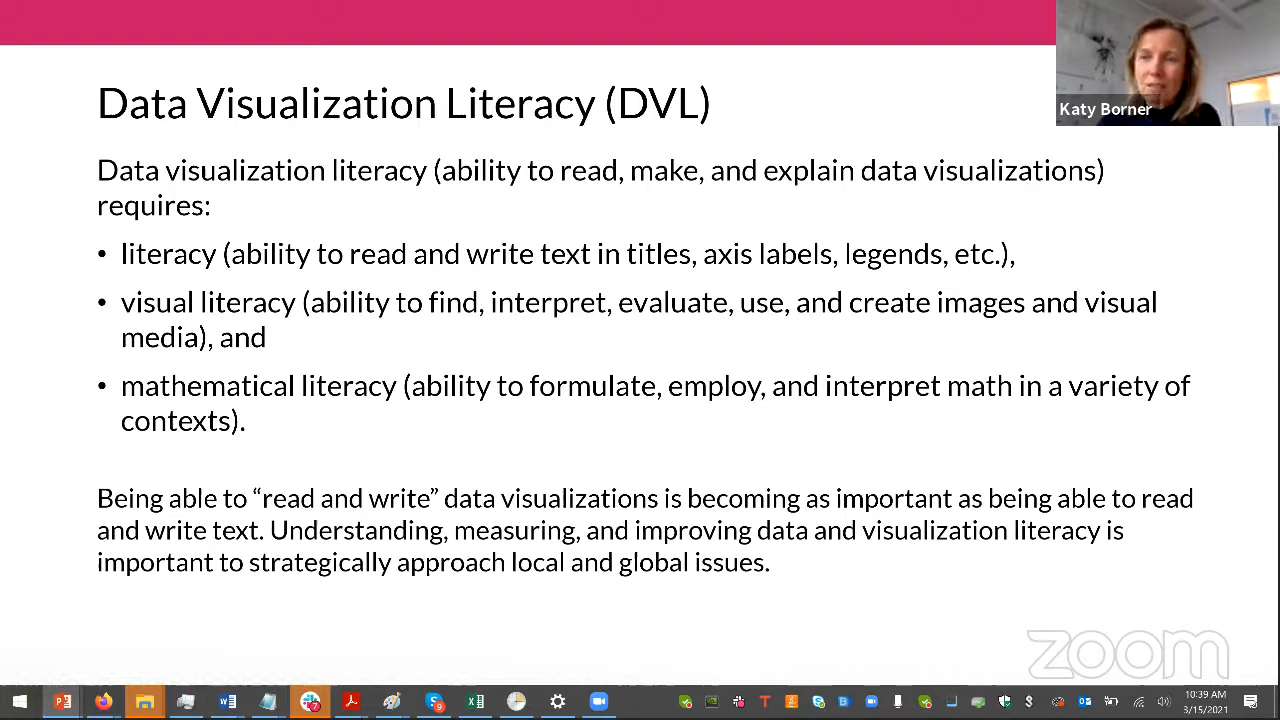 Data Visualization Literacy (DVL)
Katy Borner
Data visualization literacy (ability to read, make, and explain data visualizations)
requires:
• literacy (ability to read and write text in titles, axis labels, legends, etc.),
• visual literacy (ability to find, interpret, evaluate, use, and create images and visual
media), and
• mathematical literacy (ability to formulate, employ, and interpret math in a variety of
contexts).
Being able to “read and write” data visualizations is becoming as important as being able to read
and write text. Understanding, measuring, and improving data and visualization literacy is
important to strategically approach local and global issues.
zoom
10:39 AM
3/15/2021